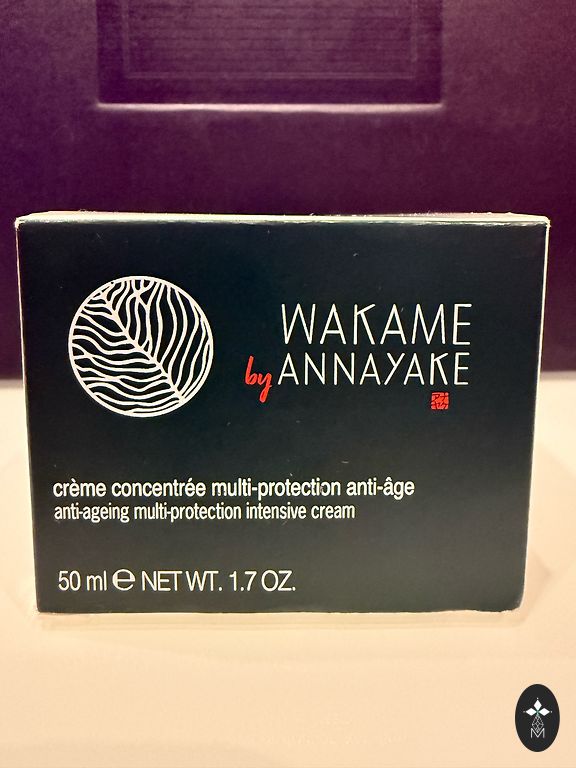 WAKAME
by ANNAYAKE
crème concentrée multi-protection anti-âge
anti-ageing multi-protection intensive cream
50 ml ℮ NET WT. 1.7 OZ.
M